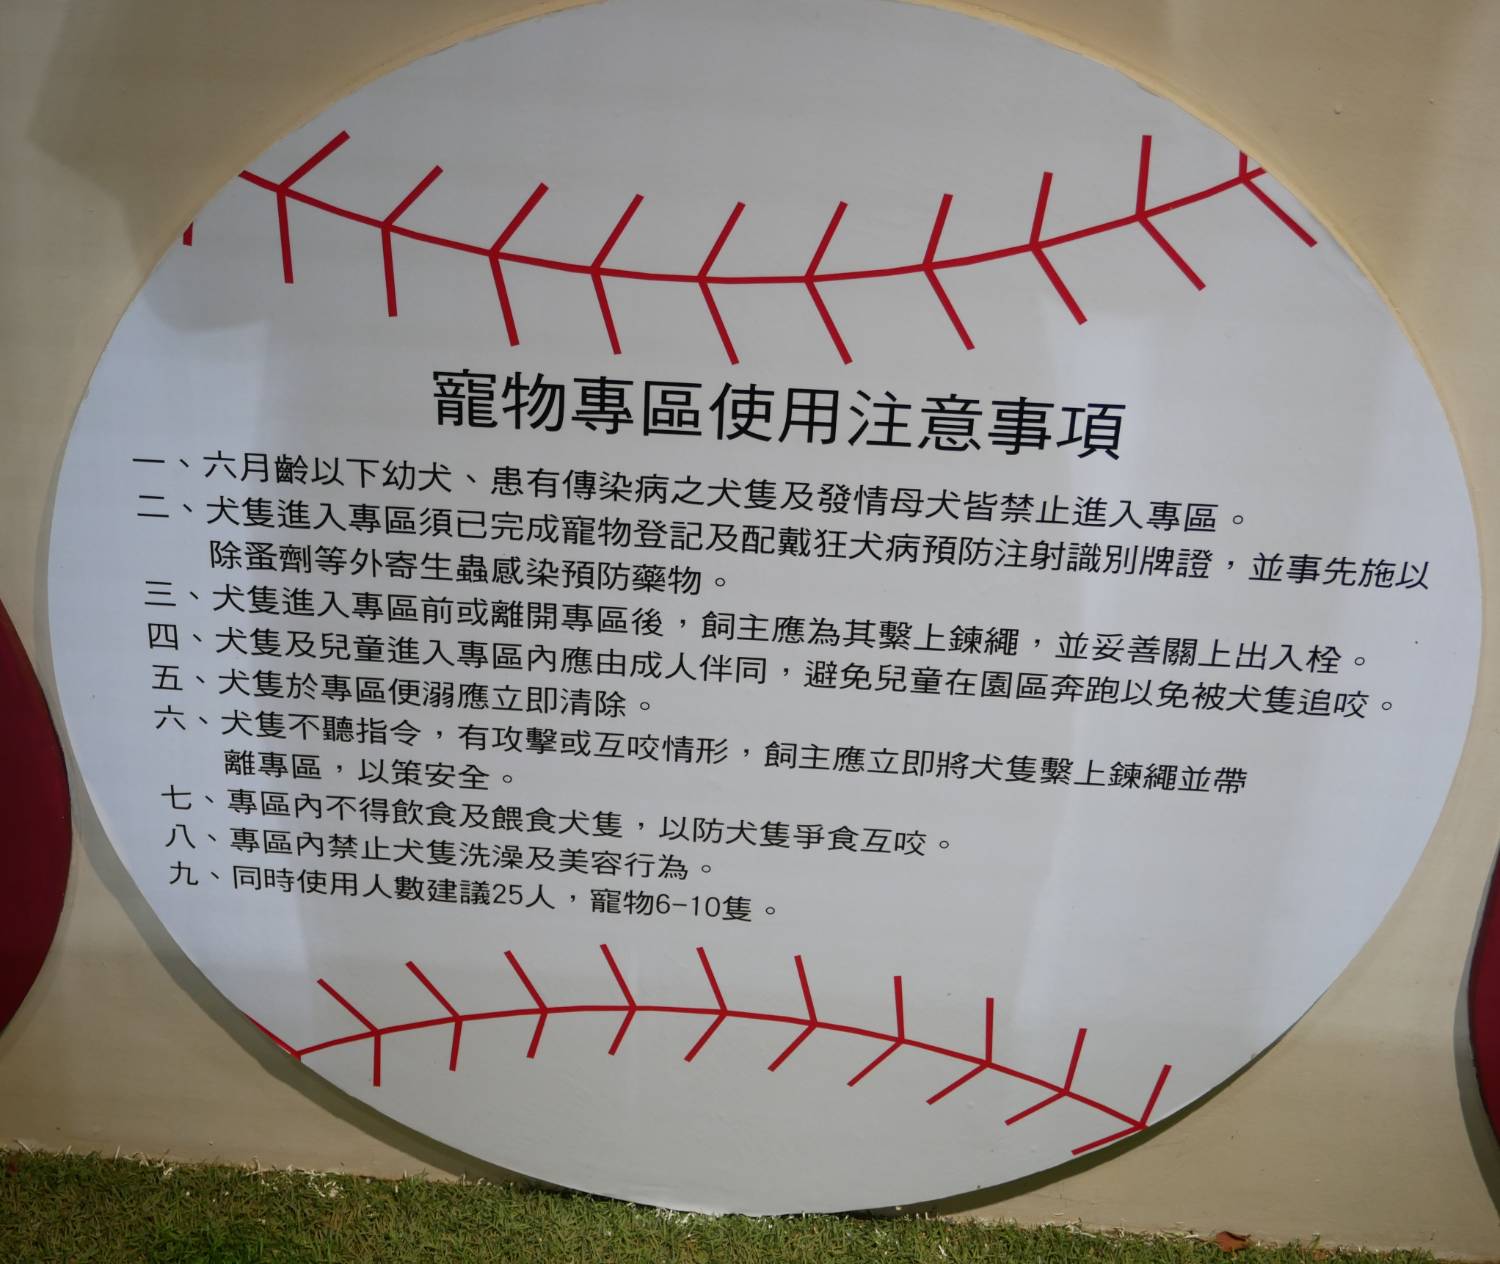 寵物專區使用注意事項
一、六月齡以下幼犬、患有傳染病之犬隻及發情母犬皆禁止進入專區。
二、犬隻進入專區須已完成寵物登記及配戴狂犬病預防注射識別牌證，並事先施以
除蚤劑等外寄生蟲感染預防藥物。
三、犬隻進入專區前或離開專區後，飼主應為其繫上鍊繩，並妥善關上出入栓。
四、犬隻及兒童進入專區內應由成人伴同，避免兒童在園區奔跑以免被犬隻追咬。
五、犬隻於專區便溺應立即清除。
六、犬隻不聽指令，有攻擊或互咬情形，飼主應立即將犬隻繫上鍊繩並帶
離專區，以策安全。
七、專區內不得飲食及餵食犬隻，以防犬隻爭食互咬。
八、專區內禁止犬隻洗澡及美容行為。
九、同時使用人數建議25人，寵物6-10隻。